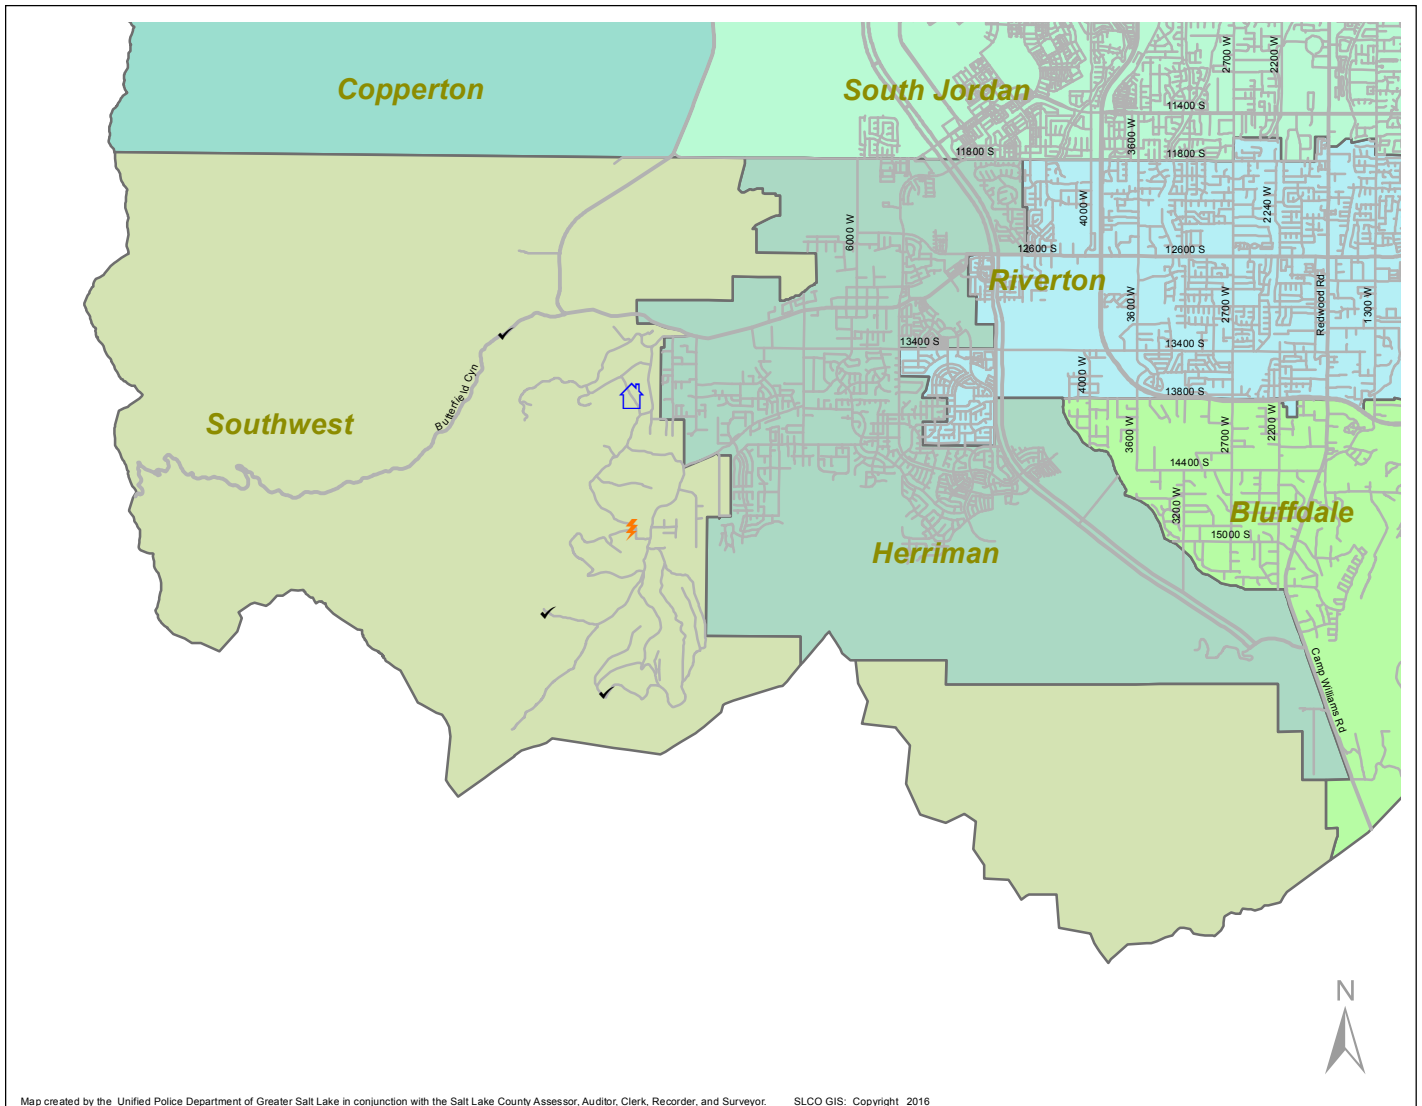 Copperton
South Jordan
2700 W
2200 W
11400 S
3600 W
11800 S
11800 S
4000 W
2240 W
6000 W
12600 S
12600 S
Riverton
3600 W
2700 W
Redwood Rd
1300 W
13400 S
13400 S
4000 W
13800 S
Butterfield Cyn
Southwest
3600 W
2700 W
2200 W
14400 S
3200 W
Bluffdale
15000 S
Herriman
Camp Williams Rd
N
Map created by the Unified Police Department of Greater Salt Lake in conjunction with the Salt Lake County Assessor, Auditor, Clerk, Recorder, and Surveyor. SLCO GIS: Copyright 2016